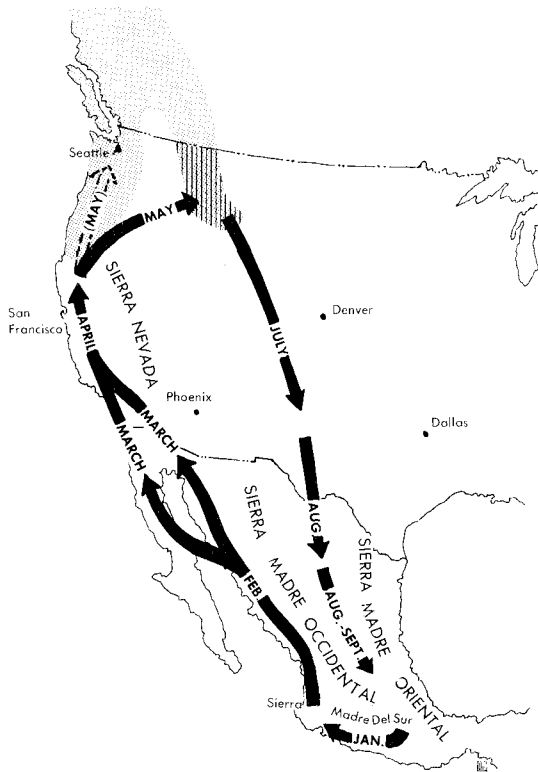 Seattle
(MAY)
MAY
SIERRA NEVADA
San
Francisco
APRIL
JULY
Denver
Phoenix
MARCH
MARCH
Dallas
AUG.
SIERRA MADRE OCCIDENTAL
SIERRA MADRE ORIENTAL
FEB
AUG.-SEPT.
Sierra
Madre Del Sur
JAN.